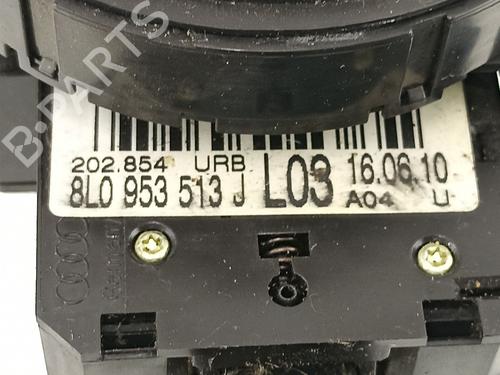 B-PARTS
202.854 URB
8L0 953 513 J L03 16.06.10
A04 U